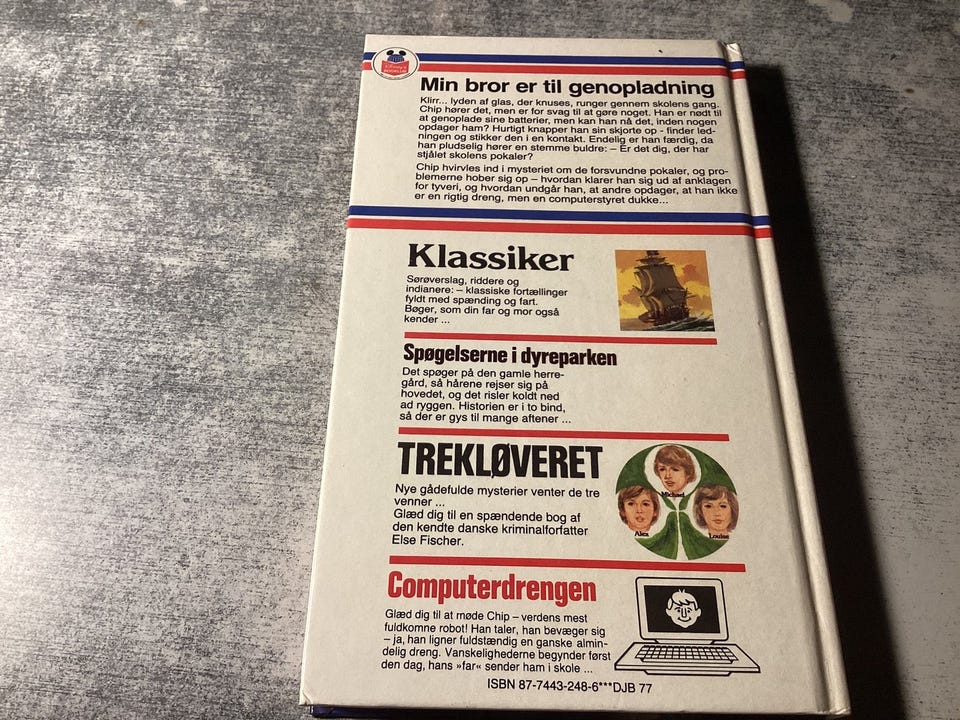 Disney's
Min bror er til genopladning
Klirr... lyden af glas, der knuses, runger gennem skolens gang.
Chip hører det, men er for svag til at gøre noget. Han er nødt til
at genoplade sine batterier, men kan han nå det, inden nogen
opdager ham? Hurtigt knapper han sin skjorte op - finder led-
ningen og stikker den i en kontakt. Endelig er han færdig, da
han pludselig hører en stemme buldre: – Er det dig, der har
stjålet skolens pokaler?
Chip hvirvles ind i mysteriet om de forsvundne pokaler, og pro-
blemerne hober sig op – hvordan klarer han sig ud af anklagen
for tyveri, og hvordan undgår han, at andre opdager, at han ikke
er en rigtig dreng, men en computerstyret dukke...
Klassiker
Sørøverslag, riddere og
indianere: – klassiske fortællinger
fyldt med spænding og fart.
Bøger, som din far og mor også
kender ...
Spøgelserne i dyreparken
Det spøger på den gamle herre-
gård, så hårene rejser sig på
hovedet, og det risler koldt ned
ad ryggen. Historien er i to bind,
så der er gys til mange aftener ...
TREKLØVERET
Nye gådefulde mysterier venter de tre
venner ...
Glæd dig til en spændende bog af
den kendte danske kriminalforfatter
Else Fischer.
Michael
Alex
Louise
Computerdrengen
Glæd dig til at møde Chip – verdens mest
fuldkomne robot! Han taler, han bevæger sig
– ja, han ligner fuldstændig en ganske almin-
delig dreng. Vanskelighederne begynder først
den dag, hans »far« sender ham i skole ...
ISBN 87-7443-248-6***DJB 77